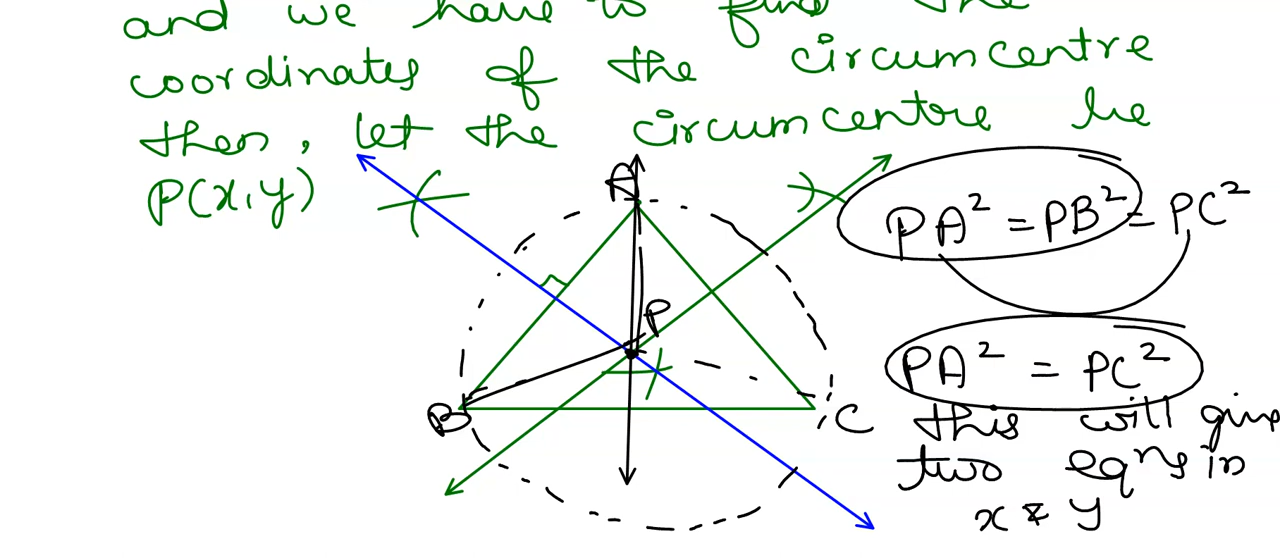 and we have to find the
coordinates of the circumcentre
then, let the circumcentre be
P(x,y)
A
PA² = PB² = PC²
P
PA² = PC²
B
C
this will give
two eqns in
x & y